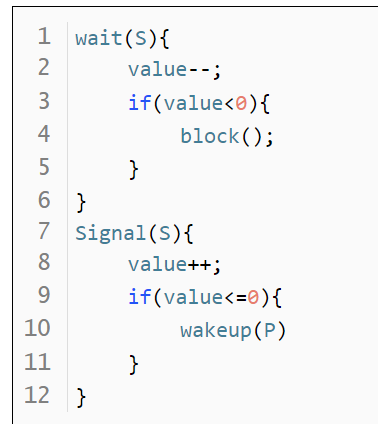 1 wait(S){
2 value--;
3 if(value<0){
4 block();
5 }
6 }
7 Signal(S){
8 value++;
9 if(value<=0){
10 wakeup(P)
11 }
12 }